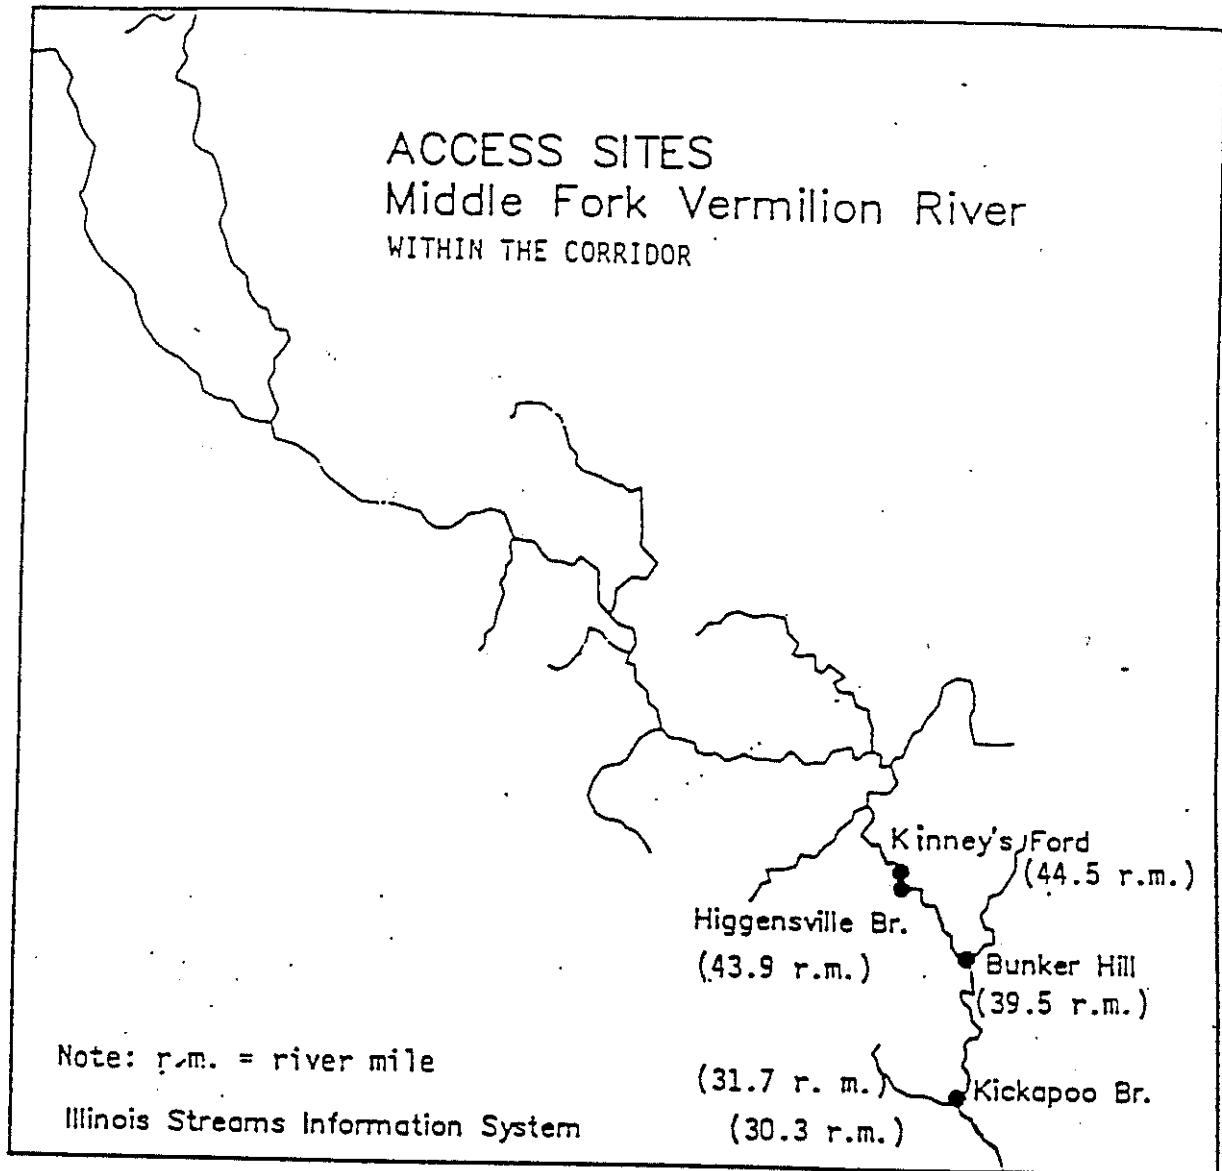 ACCESS SITES
Middle Fork Vermilion River
WITHIN THE CORRIDOR
Kinney's Ford
(44.5 r.m.)
Higgensville Br.
(43.9 r.m.)
Bunker Hill
(39.5 r.m.)
Note: r.m. = river mile
(31.7 r. m.)
Kickapoo Br.
Illinois Streams Information System
(30.3 r.m.)